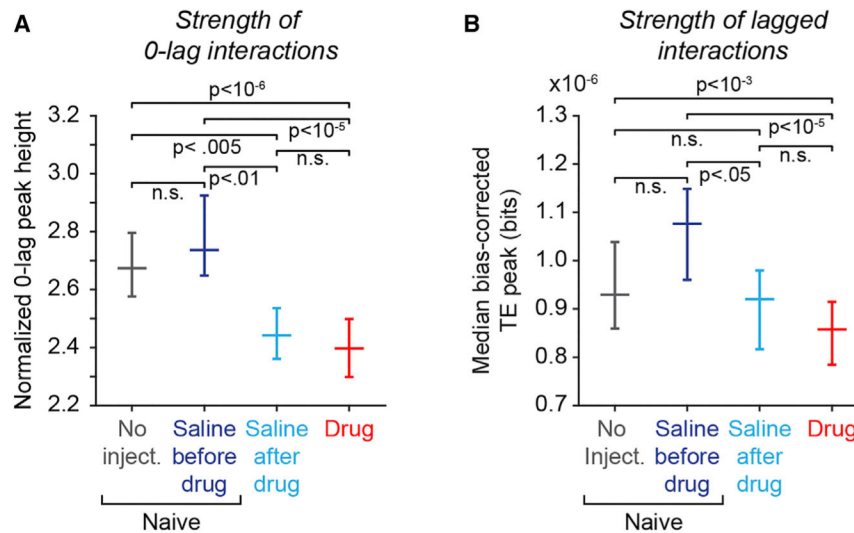 A
Strength of
0-lag interactions
p<10-6
p<10-5
p< .005
n.s.
p<.01
n.s.
Normalized 0-lag peak height
3.2
3.0
2.8
2.6
2.4
2.2
No
inject.
Saline
before
drug
Saline
after
drug
Drug
Naive
B
Strength of lagged
interactions
x10-6
p<10-3
p<10-5
n.s.
n.s.
p<.05
n.s.
Median bias-corrected
TE peak (bits)
1.3
1.2
1.1
1.0
0.9
0.8
0.7
No
Inject.
Saline
before
drug
Saline
after
drug
Drug
Naive